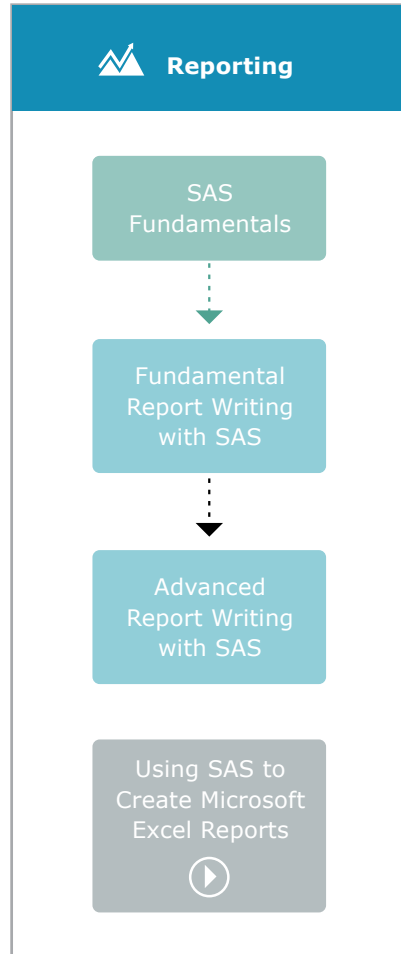 Reporting
SAS
Fundamentals
Fundamental
Report Writing
with SAS
Advanced
Report Writing
with SAS
Using SAS to
Create Microsoft
Excel Reports